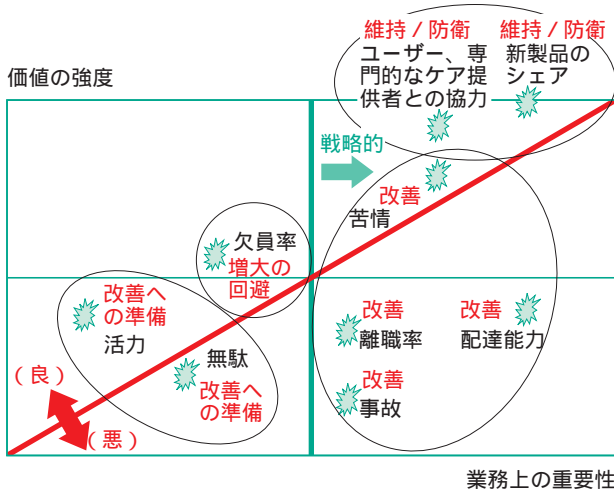 維持 / 防衛
ユーザー、専
門的なケア提
供者との協力
維持 / 防衛
新製品の
シェア
価値の強度
戦略的
改善
苦情
欠員率
増大の
回避
改善へ
の準備
活力
無駄
改善へ
の準備
改善
離職率
改善
配達能力
改善
事故
(良)
(悪)
業務上の重要性